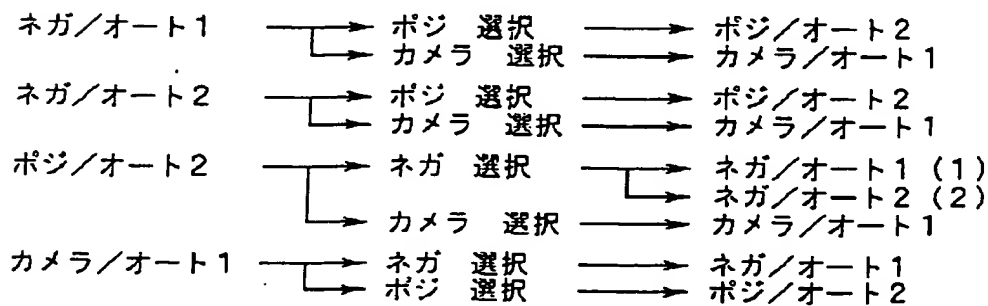 ネガ／オート1 ポジ 選択 ポジ／オート2
カメラ 選択 カメラ／オート1
ネガ／オート2 ポジ 選択 ポジ／オート2
カメラ 選択 カメラ／オート1
ポジ／オート2 ネガ 選択 ネガ／オート1（1）
ネガ／オート2（2）
カメラ 選択 カメラ／オート1
カメラ／オート1 ネガ 選択 ネガ／オート1
ポジ 選択 ポジ／オート2